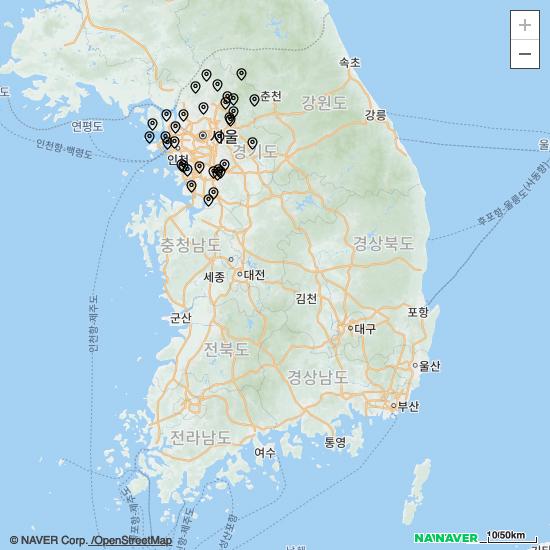 +
−
속초
춘천
강원도
강릉
연평도
서울
인천
경기도
인천항-백령도
울
후포항-울릉도(사동항)
충청남도
경상북도
세종
대전
김천
군산
포항
인천항-제주도
대구
전북도
경상남도
울산
부산
전라남도
여수
통영
© NAVER Corp. /OpenStreetMap
NAVER
10/50km